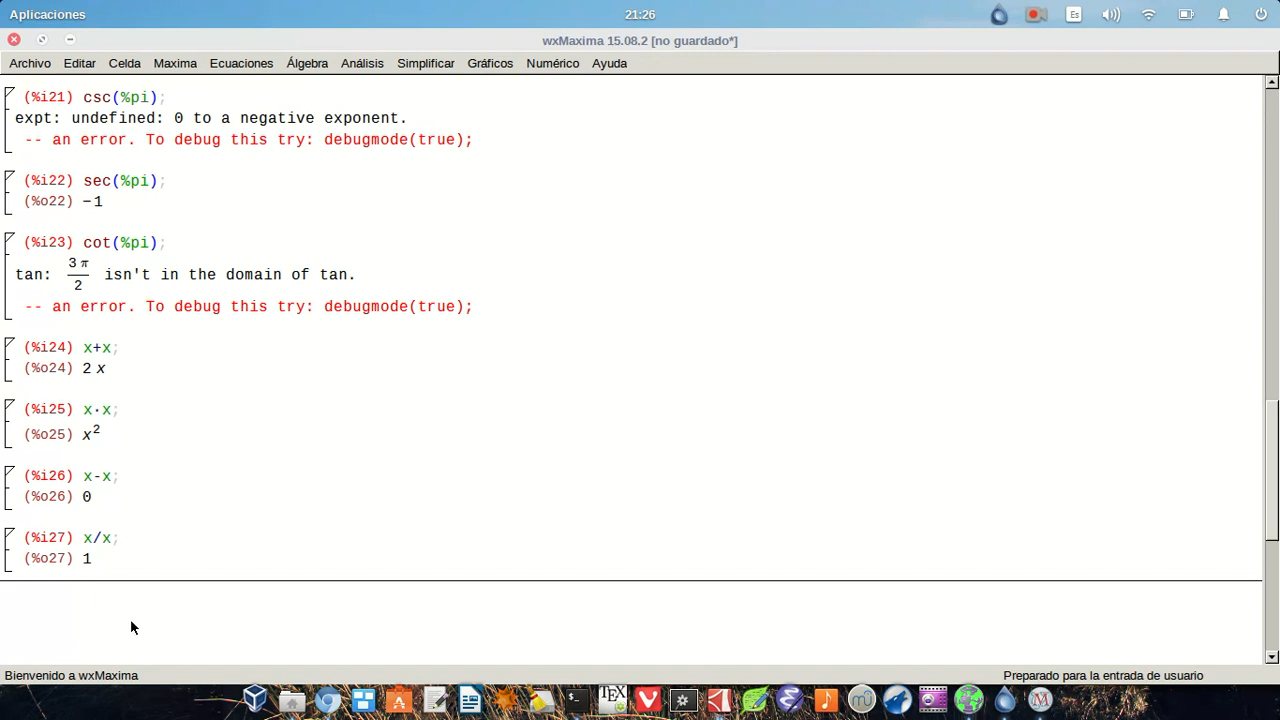 Aplicaciones 21:26 Es
wxMaxima 15.08.2 [no guardado*]
Archivo Editar Celda Maxima Ecuaciones Álgebra Análisis Simplificar Gráficos Numérico Ayuda
(%i21) csc(%pi);
expt: undefined: 0 to a negative exponent.
-- an error. To debug this try: debugmode(true);
(%i22) sec(%pi);
(%o22) −1
(%i23) cot(%pi);
tan: 3 π / 2 isn't in the domain of tan.
-- an error. To debug this try: debugmode(true);
(%i24) x+x;
(%o24) 2 x
(%i25) x·x;
(%o25) x²
(%i26) x-x;
(%o26) 0
(%i27) x/x;
(%o27) 1
Bienvenido a wxMaxima Preparado para la entrada de usuario
TEX